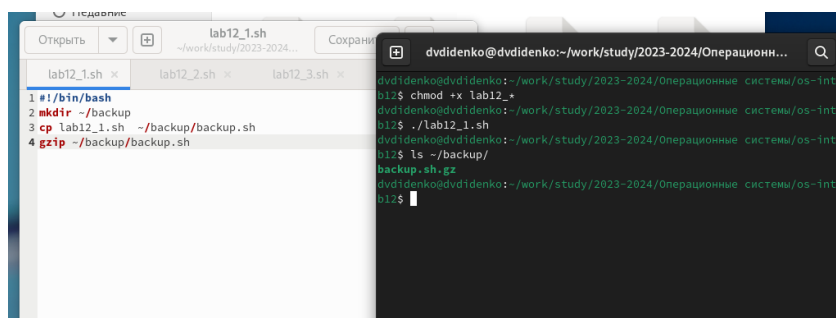 Недавние
Открыть
lab12_1.sh
~/work/study/2023-2024...
Сохрани
lab12_1.sh ×
lab12_2.sh ×
lab12_3.sh ×
1 #!/bin/bash
2 mkdir ~/backup
3 cp lab12_1.sh ~/backup/backup.sh
4 gzip ~/backup/backup.sh
dvdidenko@dvdidenko:~/work/study/2023-2024/Операционн...
dvdidenko@dvdidenko:~/work/study/2023-2024/Операционные системы/os-int
b12$ chmod +x lab12_*
dvdidenko@dvdidenko:~/work/study/2023-2024/Операционные системы/os-int
b12$ ./lab12_1.sh
dvdidenko@dvdidenko:~/work/study/2023-2024/Операционные системы/os-int
b12$ ls ~/backup/
backup.sh.gz
dvdidenko@dvdidenko:~/work/study/2023-2024/Операционные системы/os-int
b12$